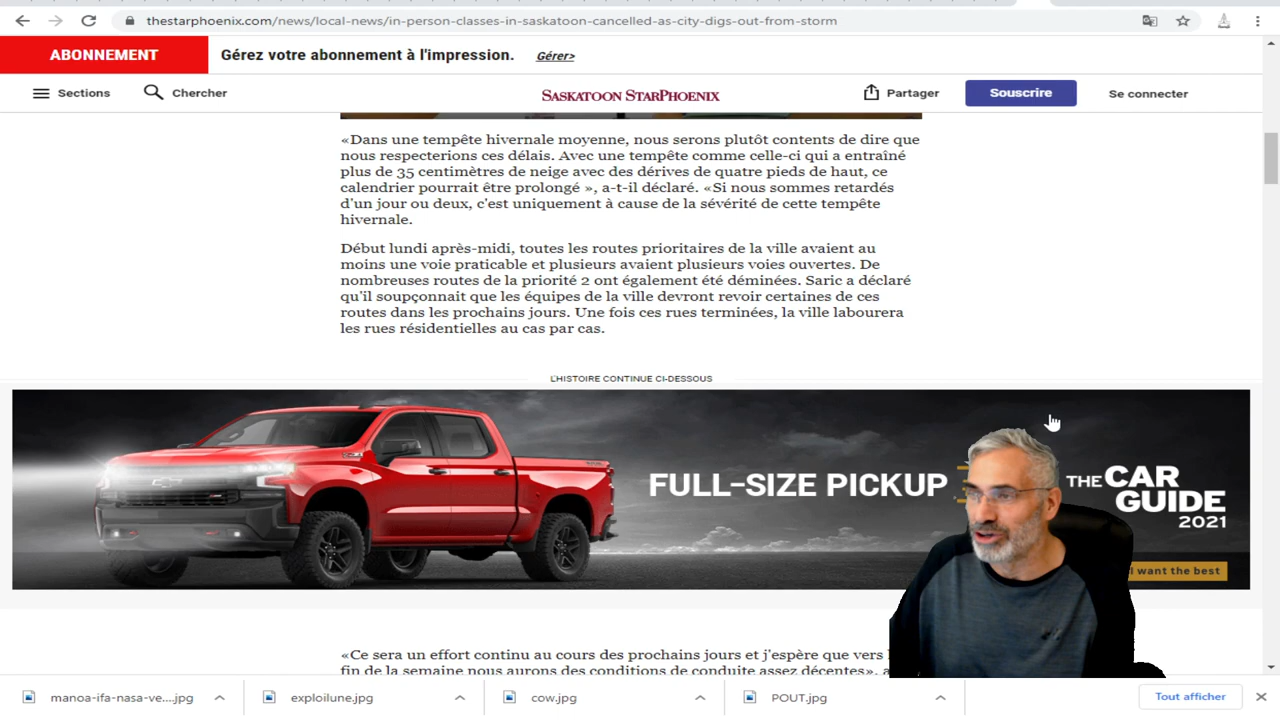 thestarphoenix.com/news/local-news/in-person-classes-in-saskatoon-cancelled-as-city-digs-out-from-storm
ABONNEMENT
Gérez votre abonnement à l'impression. Gérer>
Sections Chercher SASKATOON STARPHOENIX Partager Souscrire Se connecter
«Dans une tempête hivernale moyenne, nous serons plutôt contents de dire que
nous respecterions ces délais. Avec une tempête comme celle-ci qui a entraîné
plus de 35 centimètres de neige avec des dérives de quatre pieds de haut, ce
calendrier pourrait être prolongé », a-t-il déclaré. «Si nous sommes retardés
d'un jour ou deux, c'est uniquement à cause de la sévérité de cette tempête
hivernale.
Début lundi après-midi, toutes les routes prioritaires de la ville avaient au
moins une voie praticable et plusieurs avaient plusieurs voies ouvertes. De
nombreuses routes de la priorité 2 ont également été déminées. Saric a déclaré
qu'il soupçonnait que les équipes de la ville devront revoir certaines de ces
routes dans les prochains jours. Une fois ces rues terminées, la ville labourera
les rues résidentielles au cas par cas.
L'HISTOIRE CONTINUE CI-DESSOUS
FULL-SIZE PICKUP
THE CAR
GUIDE
2021
I want the best
«Ce sera un effort continu au cours des prochains jours et j'espère que vers
fin de la semaine nous aurons des conditions de conduite assez décentes»,
manoa-ifa-nasa-ve....jpg exploilune.jpg cow.jpg POUT.jpg Tout afficher